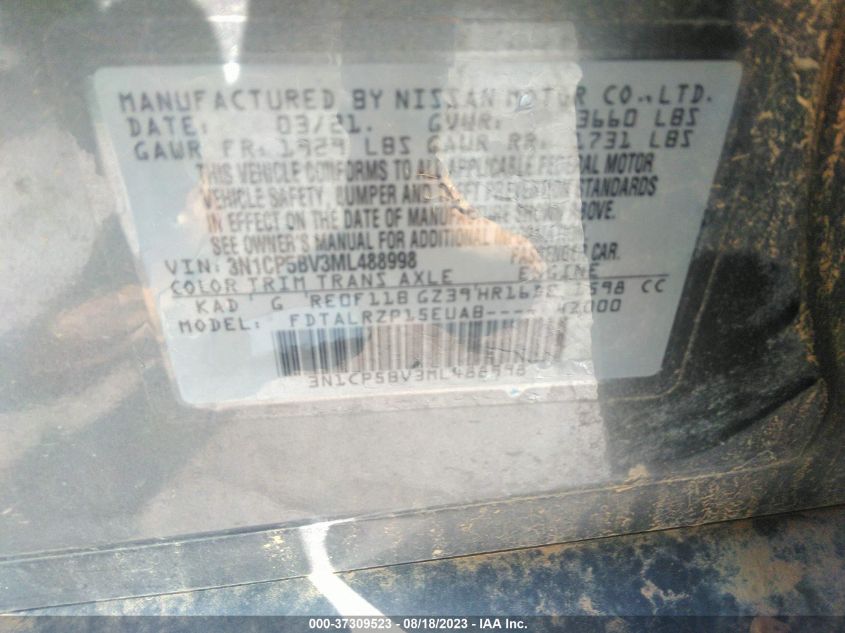 MANUFACTURED BY NISSAN MOTOR CO.,LTD.
DATE: 03/21. GVWR: 3660 LBS
GAWR FR. 1929 LBS GAWR RR. 1731 LBS
THIS VEHICLE CONFORMS TO ALL APPLICABLE FEDERAL MOTOR
VEHICLE SAFETY, BUMPER AND THEFT PREVENTION STANDARDS
IN EFFECT ON THE DATE OF MANUFACTURE SHOWN ABOVE.
SEE OWNER'S MANUAL FOR ADDITIONAL
VIN: 3N1CP5BV3ML488998 PASSENGER CAR.
COLOR TRIM TRANS AXLE ENGINE
KAD G RE0F11B GZ39 HR16DE 1598 CC
MODEL: FDTALRZP15EUAB---- 42000
3N1CP5BV3ML488998
000-37309523 - 08/18/2023 - IAA Inc.